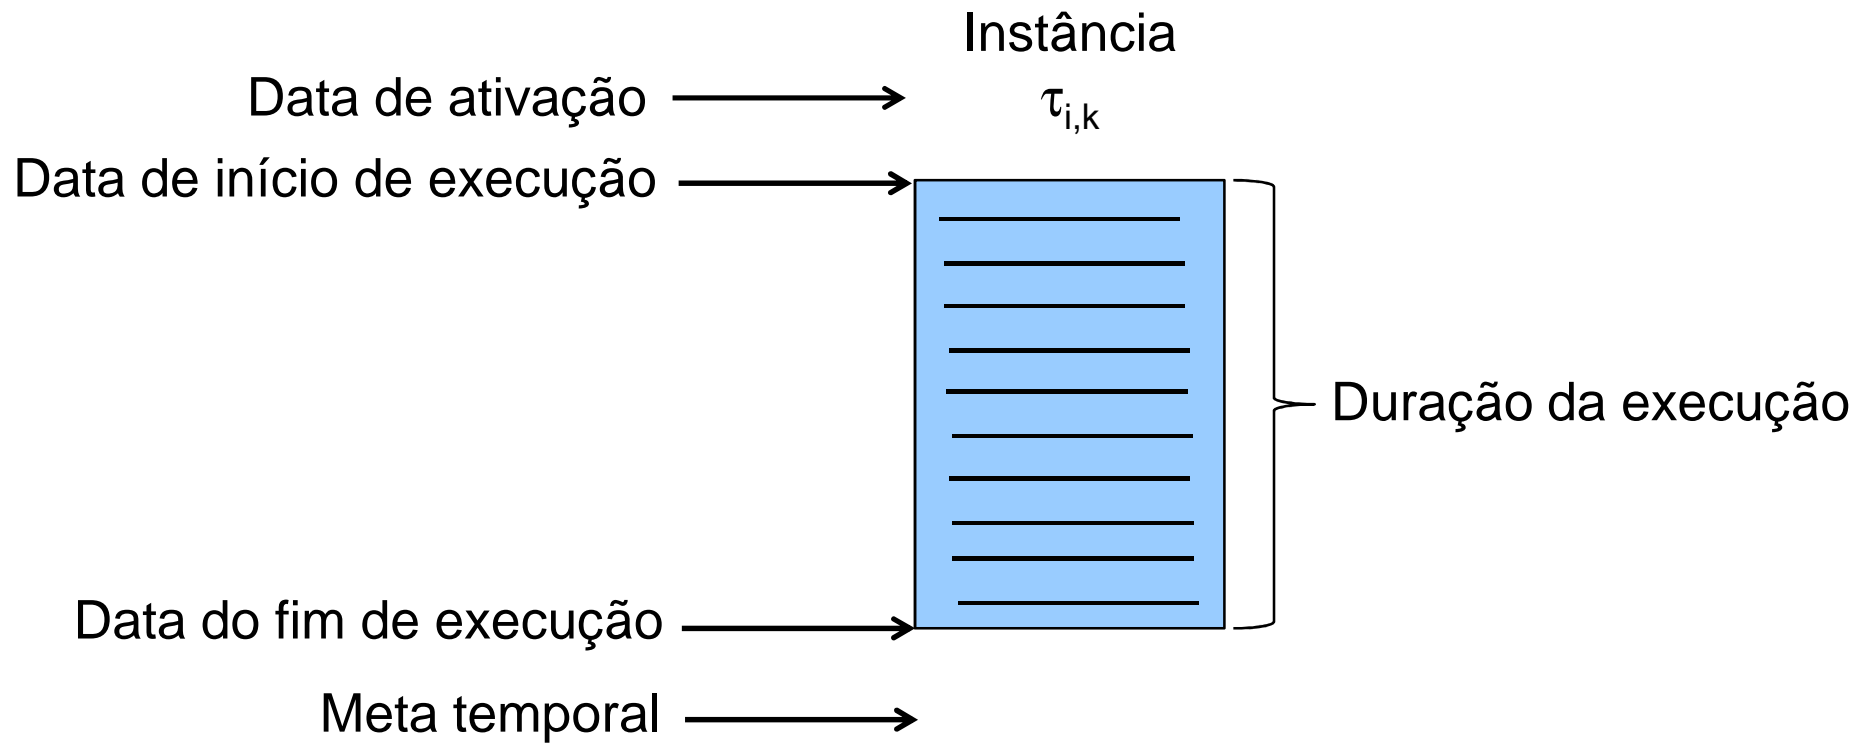 Instância
Data de ativação
τi,k
Data de início de execução
Duração da execução
Data do fim de execução
Meta temporal